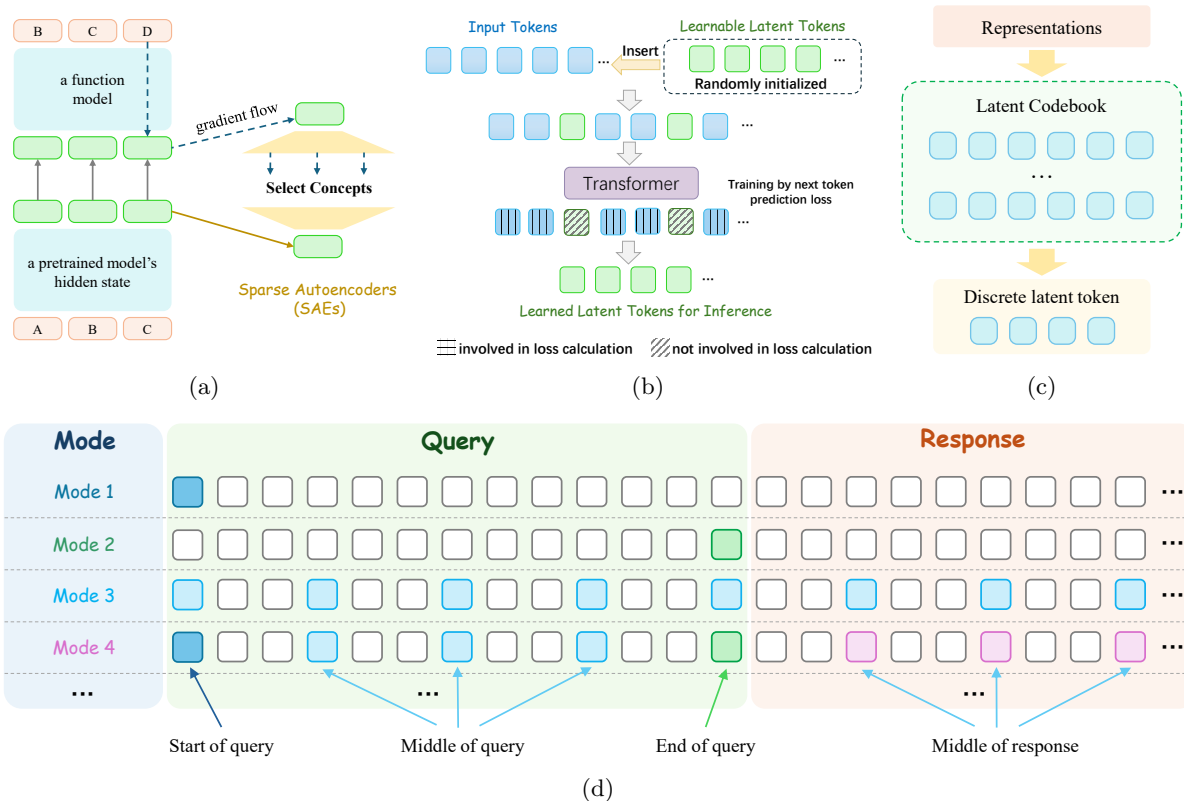 B
C
D
a function
model
gradient flow
Select Concepts
a pretrained model's
hidden state
Sparse Autoencoders
(SAEs)
A
B
C
(a)
Input Tokens
Learnable Latent Tokens
...
Insert
...
Randomly initialized
...
Transformer
Training by next token
prediction loss
...
...
Learned Latent Tokens for Inference
involved in loss calculation
not involved in loss calculation
(b)
Representations
Latent Codebook
...
Discrete latent token
(c)
Mode
Query
Response
Mode 1
...
Mode 2
...
Mode 3
...
Mode 4
...
...
...
...
Start of query
Middle of query
End of query
Middle of response
(d)